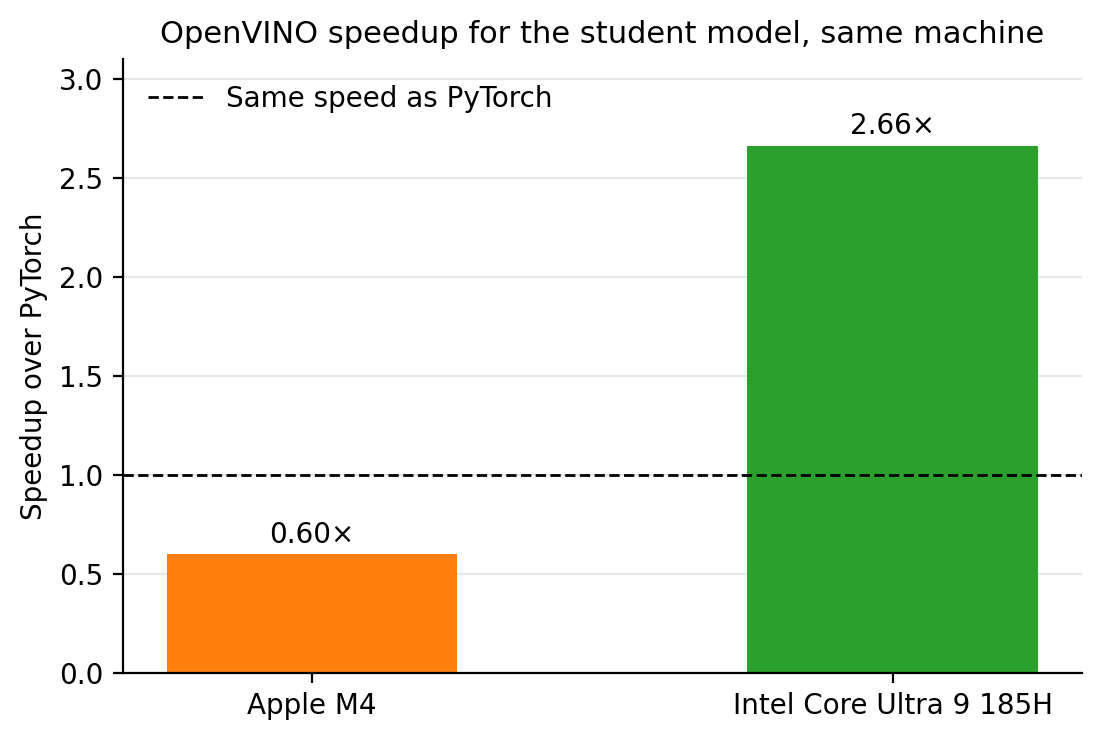 OpenVINO speedup for the student model, same machine
Speedup over PyTorch
3.0
2.5
2.0
1.5
1.0
0.5
0.0
Same speed as PyTorch
2.66×
0.60×
Apple M4
Intel Core Ultra 9 185H